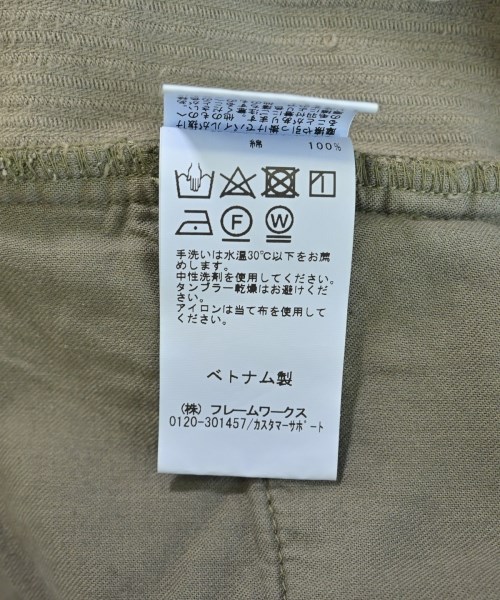 綿 100%
F W
手洗いは水温30℃以下をお薦
めします。
中性洗剤を使用してください。
タンブラー乾燥はお避けくださ
い。
アイロンは当て布を使用して
ください。
ベトナム製
(株) フレームワークス
0120-301457/カスタマーサポート